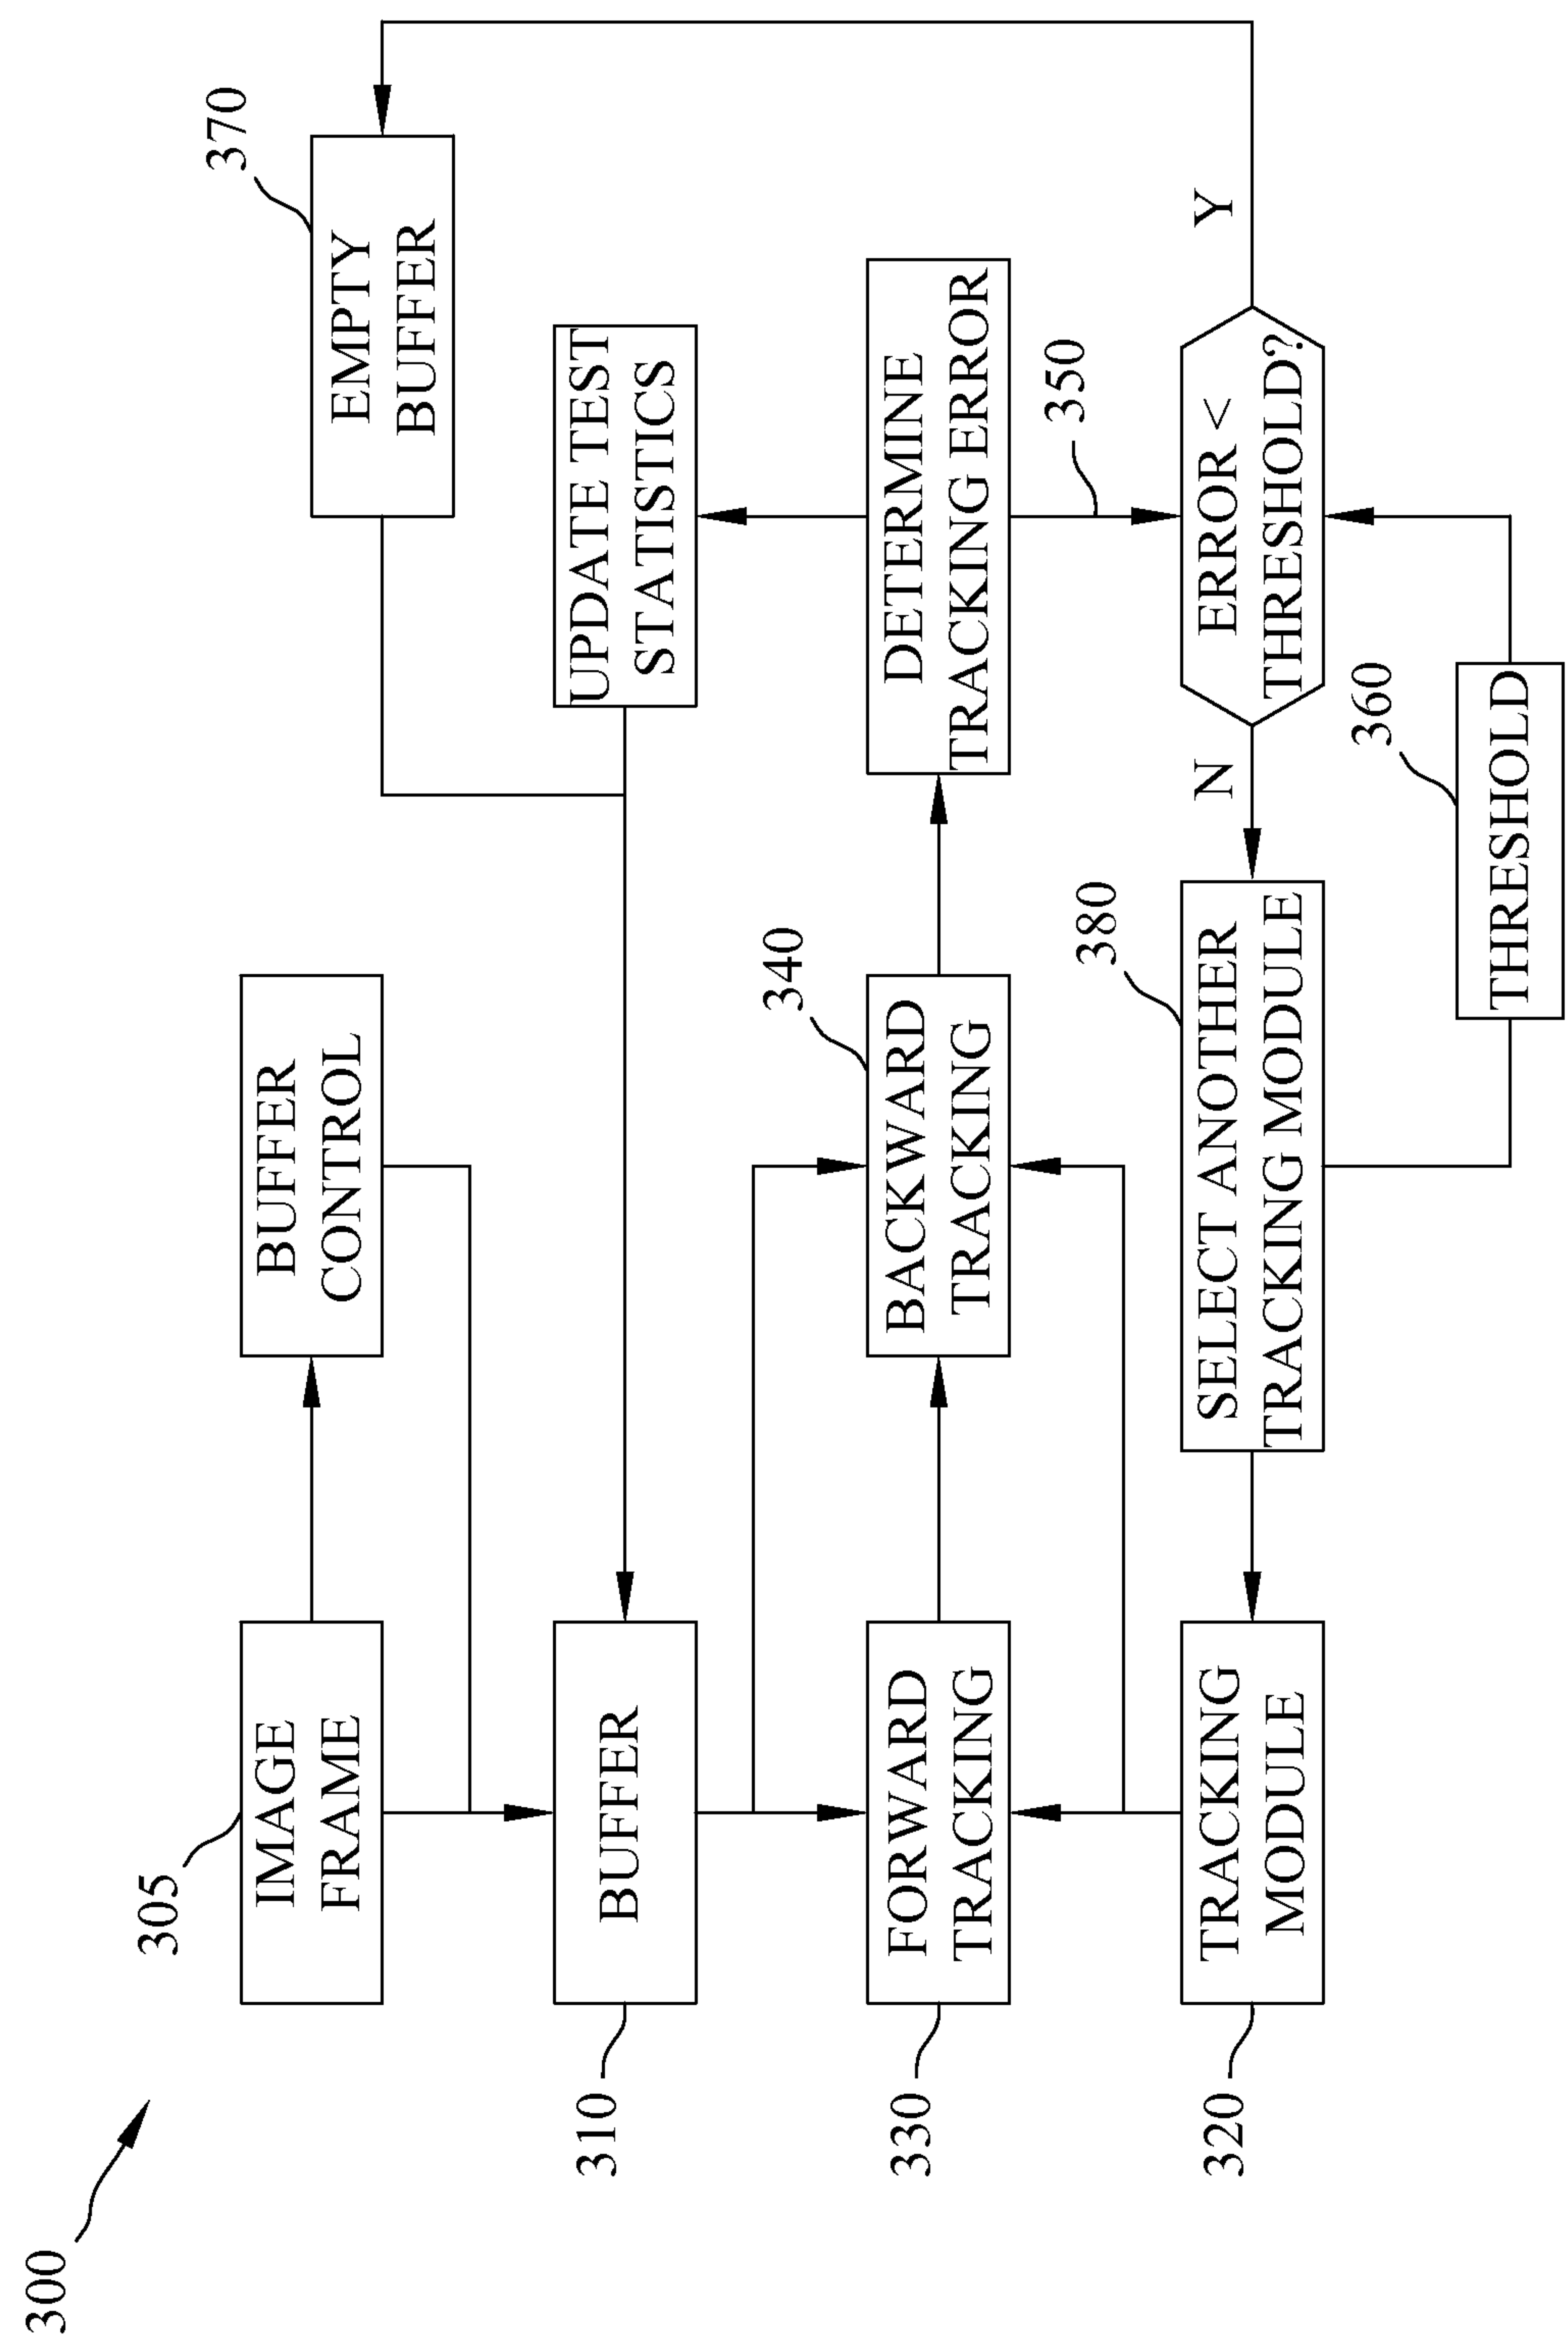 300
305
IMAGE
FRAME
BUFFER
CONTROL
370
EMPTY
BUFFER
310
BUFFER
UPDATE TEST
STATISTICS
330
FORWARD
TRACKING
340
BACKWARD
TRACKING
DETERMINE
TRACKING ERROR
350
320
TRACKING
MODULE
380
SELECT ANOTHER
TRACKING MODULE
N
ERROR <
THRESHOLD?
Y
360
THRESHOLD